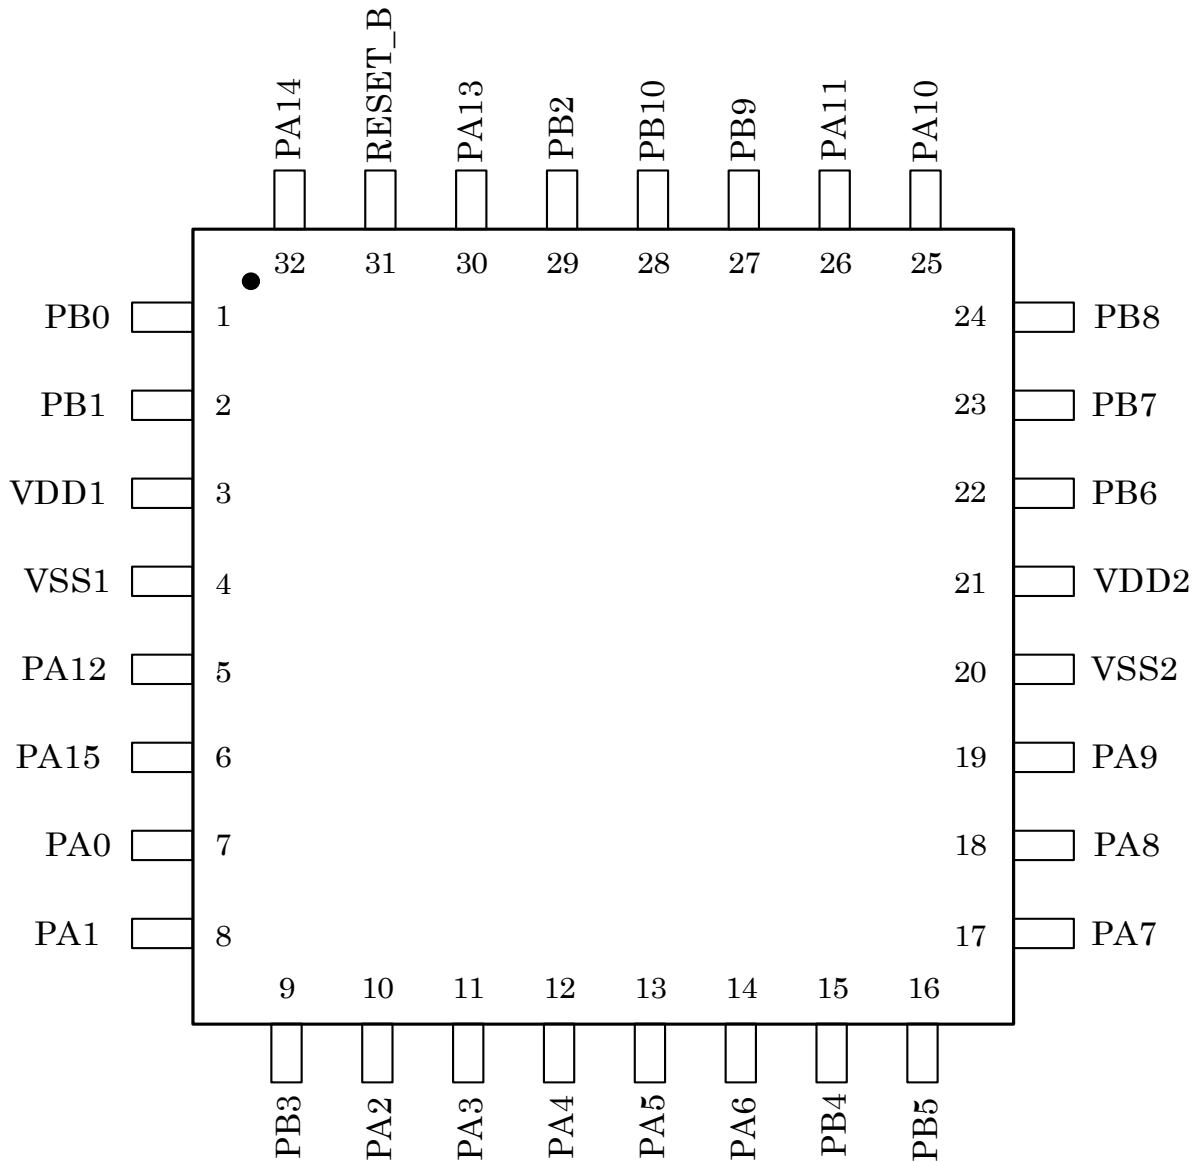 PA14 RESET_B PA13 PB2 PB10 PB9 PA11 PA10
32 31 30 29 28 27 26 25
PB0 1 24 PB8
PB1 2 23 PB7
VDD1 3 22 PB6
VSS1 4 21 VDD2
PA12 5 20 VSS2
PA15 6 19 PA9
PA0 7 18 PA8
PA1 8 17 PA7
9 10 11 12 13 14 15 16
PB3 PA2 PA3 PA4 PA5 PA6 PB4 PB5